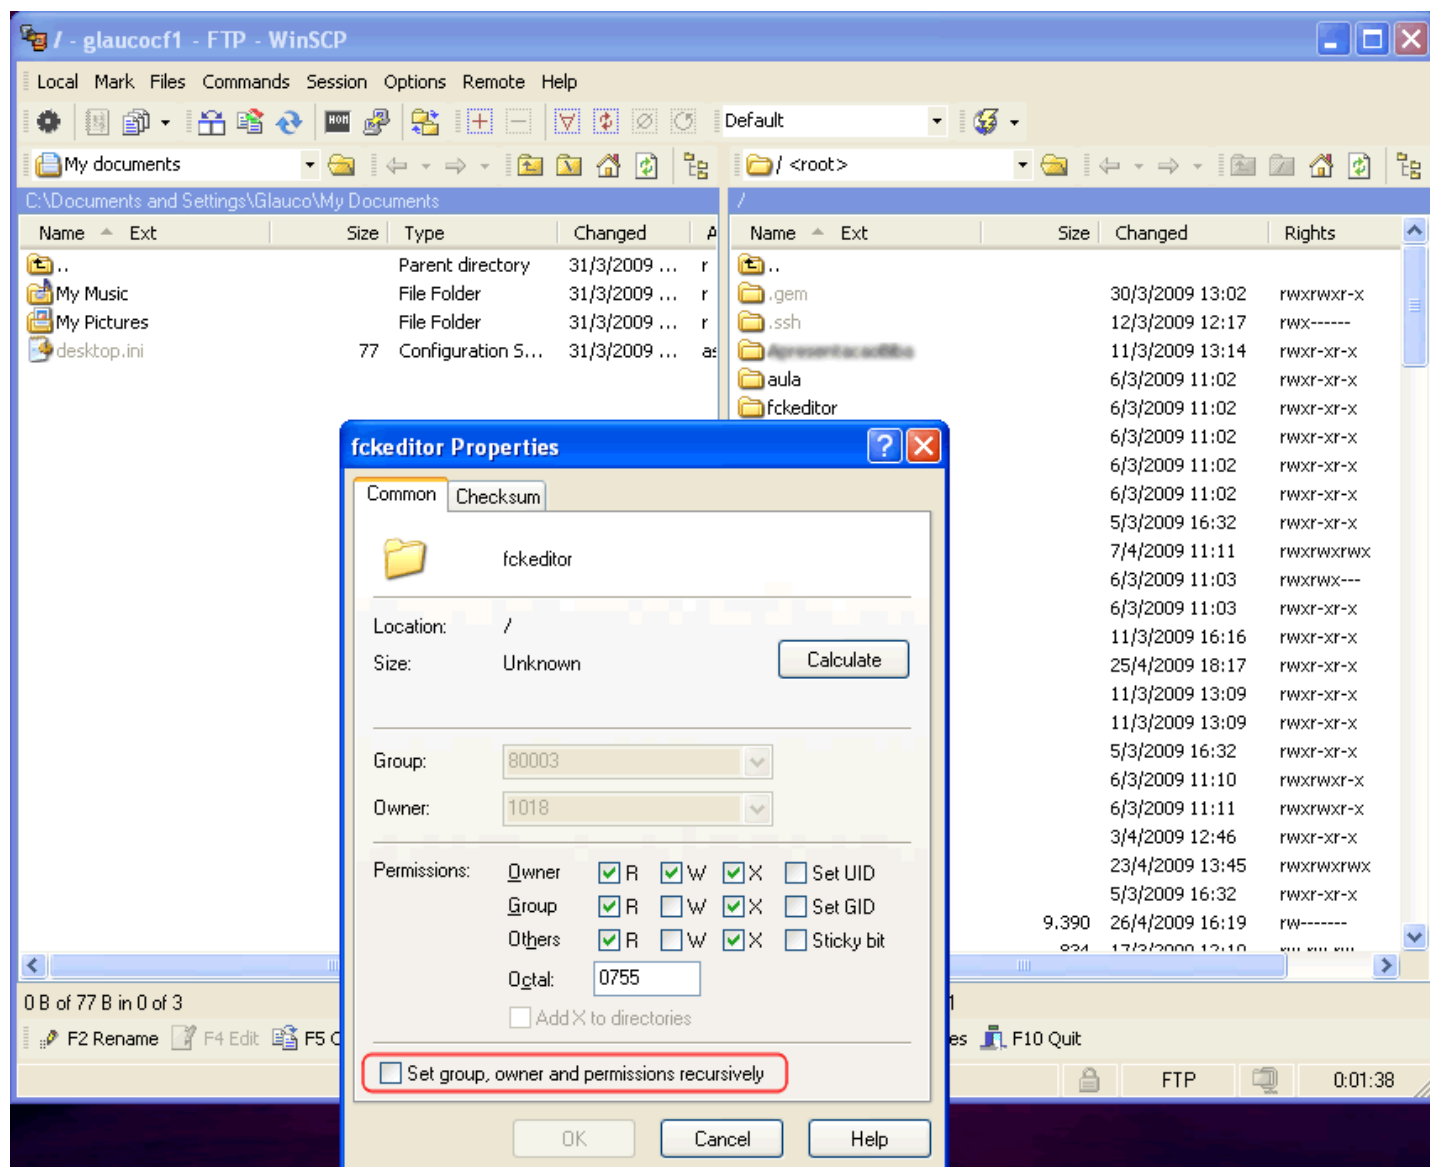 / - glaucocf1 - FTP - WinSCP
Local Mark Files Commands Session Options Remote Help
Default
My documents
/ <root>
C:\Documents and Settings\Glauco\My Documents
/
Name Ext Size Type Changed
Name Ext Size Changed Rights
.. Parent directory 31/3/2009 ... r
My Music File Folder 31/3/2009 ... r
My Pictures File Folder 31/3/2009 ... r
desktop.ini 77 Configuration S... 31/3/2009 ... as
..
.gem 30/3/2009 13:02 rwxrwxr-x
.ssh 12/3/2009 12:17 rwx------
11/3/2009 13:14 rwxr-xr-x
aula 6/3/2009 11:02 rwxr-xr-x
fckeditor 6/3/2009 11:02 rwxr-xr-x
6/3/2009 11:02 rwxr-xr-x
6/3/2009 11:02 rwxr-xr-x
6/3/2009 11:02 rwxr-xr-x
5/3/2009 16:32 rwxr-xr-x
7/4/2009 11:11 rwxrwxrwx
6/3/2009 11:03 rwxrwx---
6/3/2009 11:03 rwxr-xr-x
11/3/2009 16:16 rwxr-xr-x
25/4/2009 18:17 rwxr-xr-x
11/3/2009 13:09 rwxr-xr-x
11/3/2009 13:09 rwxr-xr-x
5/3/2009 16:32 rwxr-xr-x
6/3/2009 11:10 rwxrwxr-x
6/3/2009 11:11 rwxrwxr-x
3/4/2009 12:46 rwxr-xr-x
23/4/2009 13:45 rwxrwxrwx
5/3/2009 16:32 rwxr-xr-x
9.390 26/4/2009 16:19 rw-------
fckeditor Properties
Common Checksum
fckeditor
Location: /
Size: Unknown Calculate
Group: 80003
Owner: 1018
Permissions: Owner R W X Set UID
Group R W X Set GID
Others R W X Sticky bit
Octal: 0755
Add X to directories
Set group, owner and permissions recursively
OK Cancel Help
0 B of 77 B in 0 of 3
F2 Rename F4 Edit F5 C
es F10 Quit
FTP 0:01:38